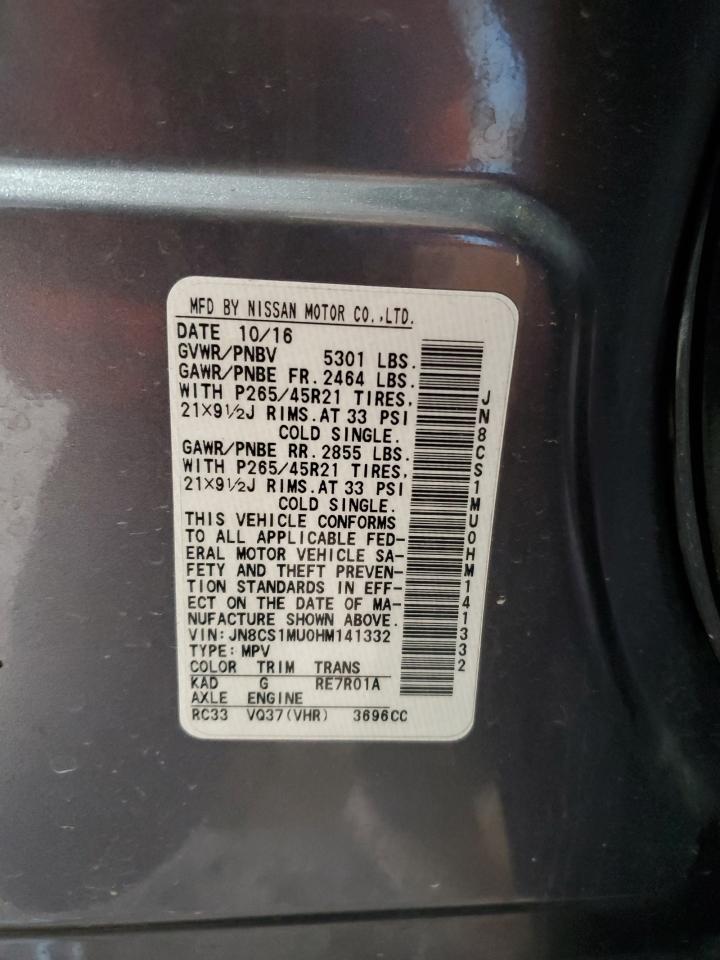 MFD BY NISSAN MOTOR CO.,LTD.
DATE 10/16
GVWR/PNBV 5301 LBS.
GAWR/PNBE FR. 2464 LBS.
WITH P265/45R21 TIRES,
21×9½J RIMS.AT 33 PSI
COLD SINGLE.
GAWR/PNBE RR. 2855 LBS.
WITH P265/45R21 TIRES,
21×9½J RIMS.AT 33 PSI
COLD SINGLE.
THIS VEHICLE CONFORMS
TO ALL APPLICABLE FED-
ERAL MOTOR VEHICLE SA-
FETY AND THEFT PREVEN-
TION STANDARDS IN EFF-
ECT ON THE DATE OF MA-
NUFACTURE SHOWN ABOVE.
VIN:JN8CS1MU0HM141332
TYPE:MPV
COLOR TRIM TRANS
KAD G RE7R01A
AXLE ENGINE
RC33 VQ37(VHR) 3696CC
JN8CS1MU0HM141332